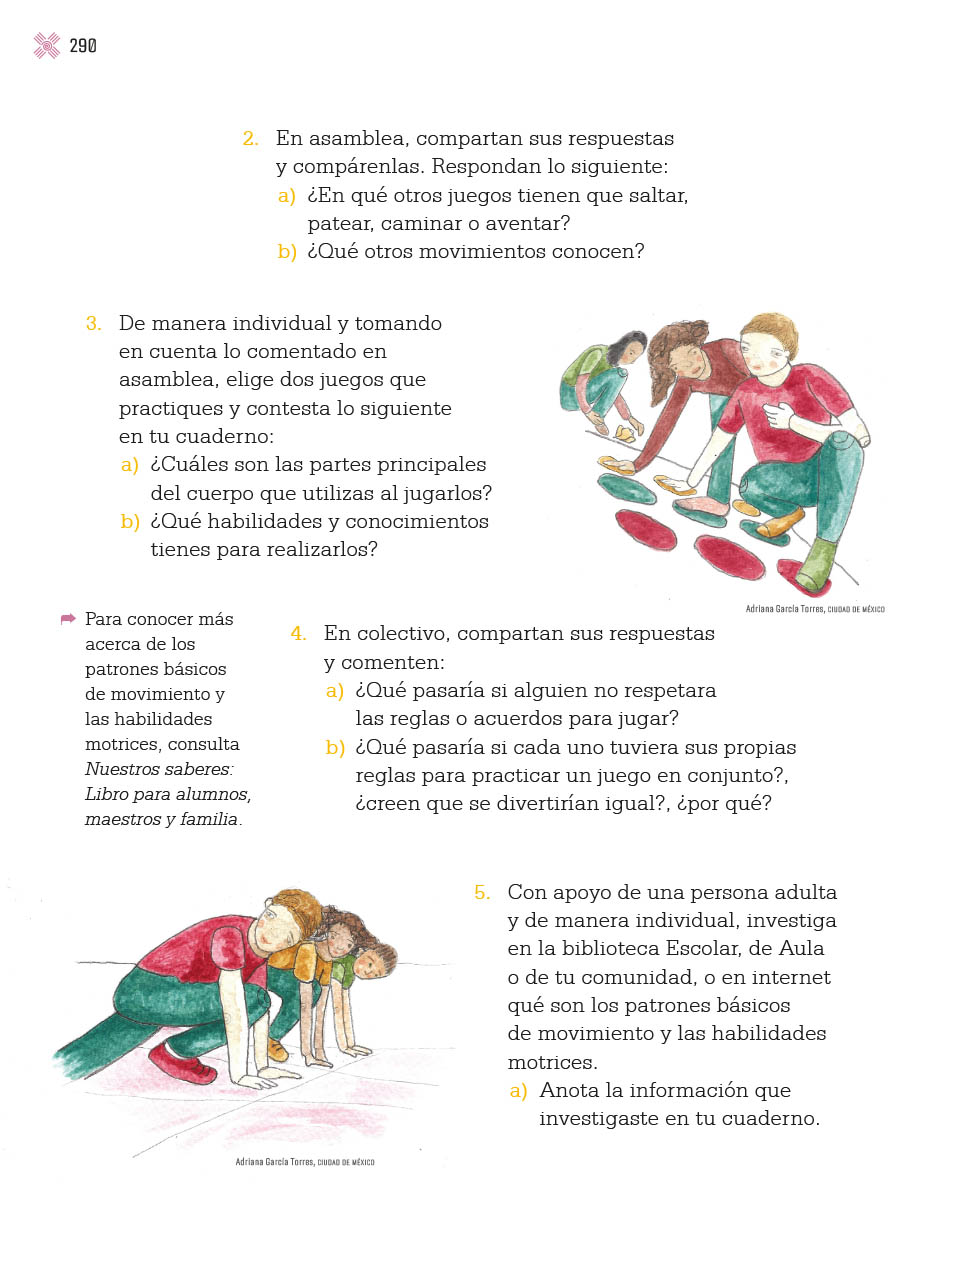 290
2. En asamblea, compartan sus respuestas
y compárenlas. Respondan lo siguiente:
a) ¿En qué otros juegos tienen que saltar,
patear, caminar o aventar?
b) ¿Qué otros movimientos conocen?
3. De manera individual y tomando
en cuenta lo comentado en
asamblea, elige dos juegos que
practiques y contesta lo siguiente
en tu cuaderno:
a) ¿Cuáles son las partes principales
del cuerpo que utilizas al jugarlos?
b) ¿Qué habilidades y conocimientos
tienes para realizarlos?
Adriana García Torres, CIUDAD DE MÉXICO
Para conocer más
acerca de los
patrones básicos
de movimiento y
las habilidades
motrices, consulta
Nuestros saberes:
Libro para alumnos,
maestros y familia.
4. En colectivo, compartan sus respuestas
y comenten:
a) ¿Qué pasaría si alguien no respetara
las reglas o acuerdos para jugar?
b) ¿Qué pasaría si cada uno tuviera sus propias
reglas para practicar un juego en conjunto?,
¿creen que se divertirían igual?, ¿por qué?
5. Con apoyo de una persona adulta
y de manera individual, investiga
en la biblioteca Escolar, de Aula
o de tu comunidad, o en internet
qué son los patrones básicos
de movimiento y las habilidades
motrices.
a) Anota la información que
investigaste en tu cuaderno.
Adriana García Torres, CIUDAD DE MÉXICO